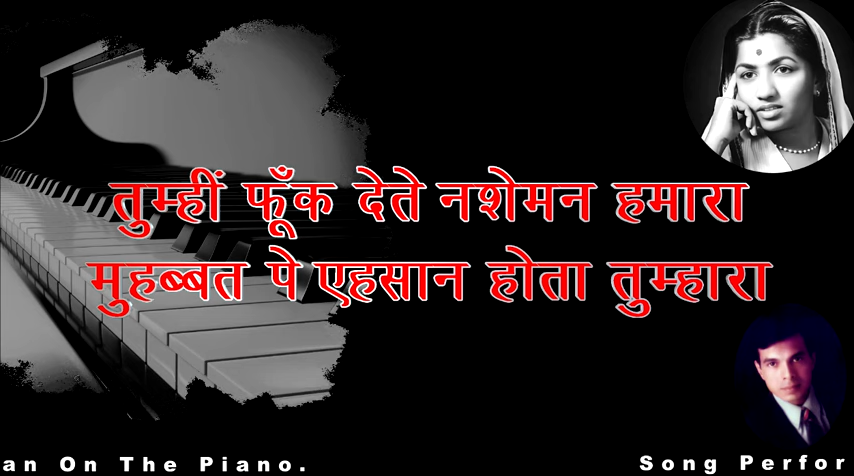 तुम्हीं फूँक देते नशेमन हमारा
मुहब्बत पे एहसान होता तुम्हारा
an On The Piano.
Song Perfor